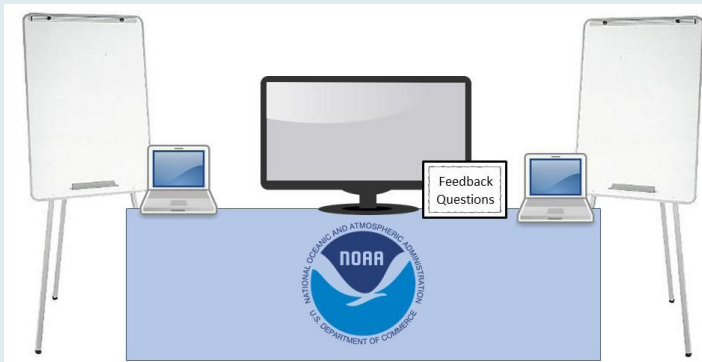 Feedback
Questions
NATIONAL OCEANIC AND ATMOSPHERIC ADMINISTRATION
NOAA
U.S. DEPARTMENT OF COMMERCE